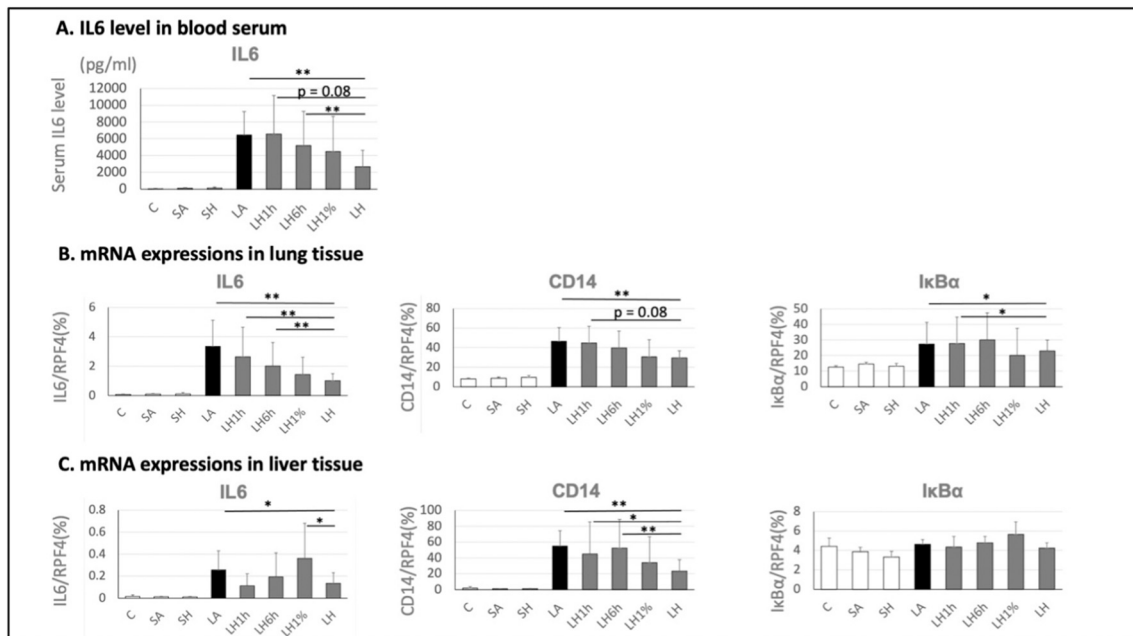 A. IL6 level in blood serum
IL6
(pg/ml)
Serum IL6 level
12000
10000
8000
6000
4000
2000
0
**
p = 0.08
**
C SA SH LA LH1h LH6h LH1% LH
B. mRNA expressions in lung tissue
IL6
IL6/RPF4(%)
6
4
2
0
**
**
**
C SA SH LA LH1h LH6h LH1% LH
CD14
CD14/RPF4(%)
80
60
40
20
0
**
p = 0.08
C SA SH LA LH1h LH6h LH1% LH
IκBα
IκBα/RPF4(%)
50
40
30
20
10
0
*
*
C SA SH LA LH1h LH6h LH1% LH
C. mRNA expressions in liver tissue
IL6
IL6/RPF4(%)
0.8
0.6
0.4
0.2
0
*
*
C SA SH LA LH1h LH6h LH1% LH
CD14
CD14/RPF4(%)
100
80
60
40
20
0
**
*
**
C SA SH LA LH1h LH6h LH1% LH
IκBα
IκBα/RPF4(%)
8
6
4
2
0
C SA SH LA LH1h LH6h LH1% LH